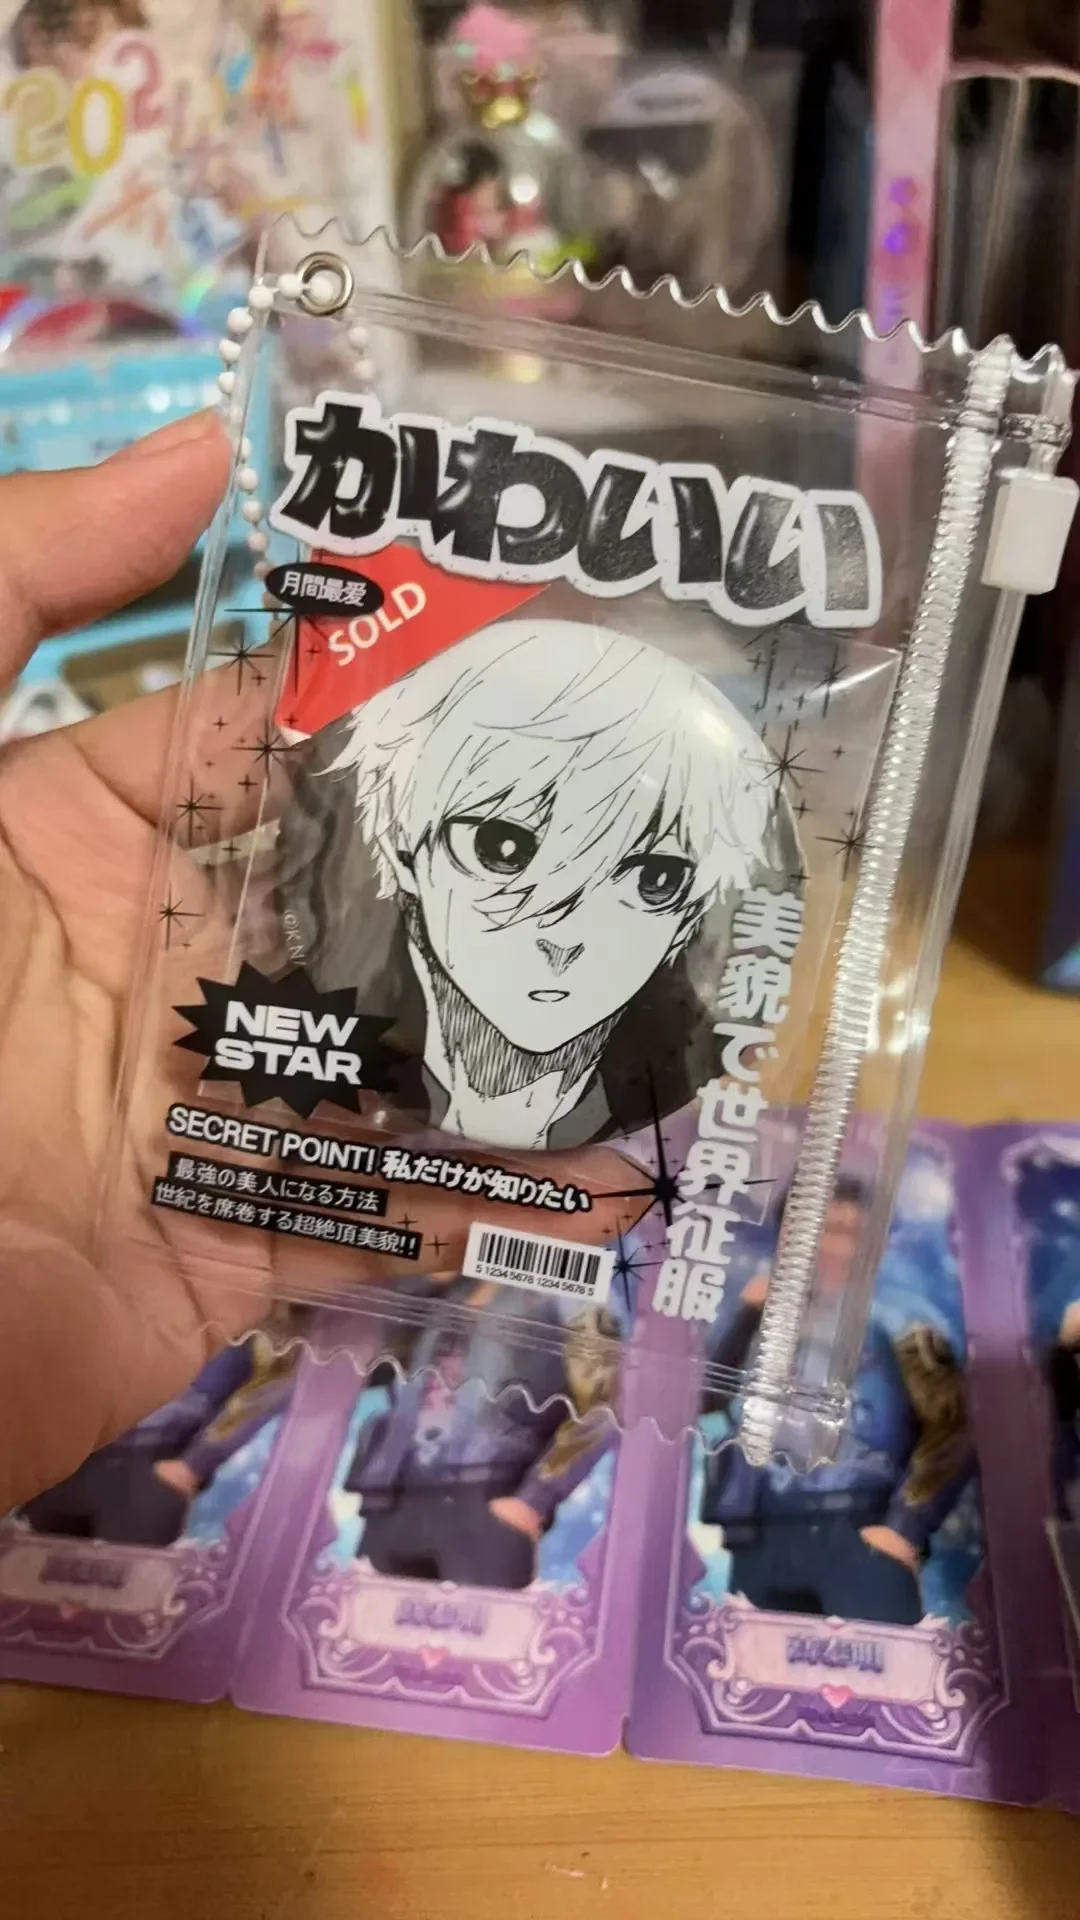 2024
かわいい
月間最愛
SOLD
©K N
NEW
STAR
美貌で世界征服
SECRET POINT! 私だけが知りたい
最強の美人になる方法
世紀を席巻する超絶頂美貌!!
5 1234 5678 1234 5678 5